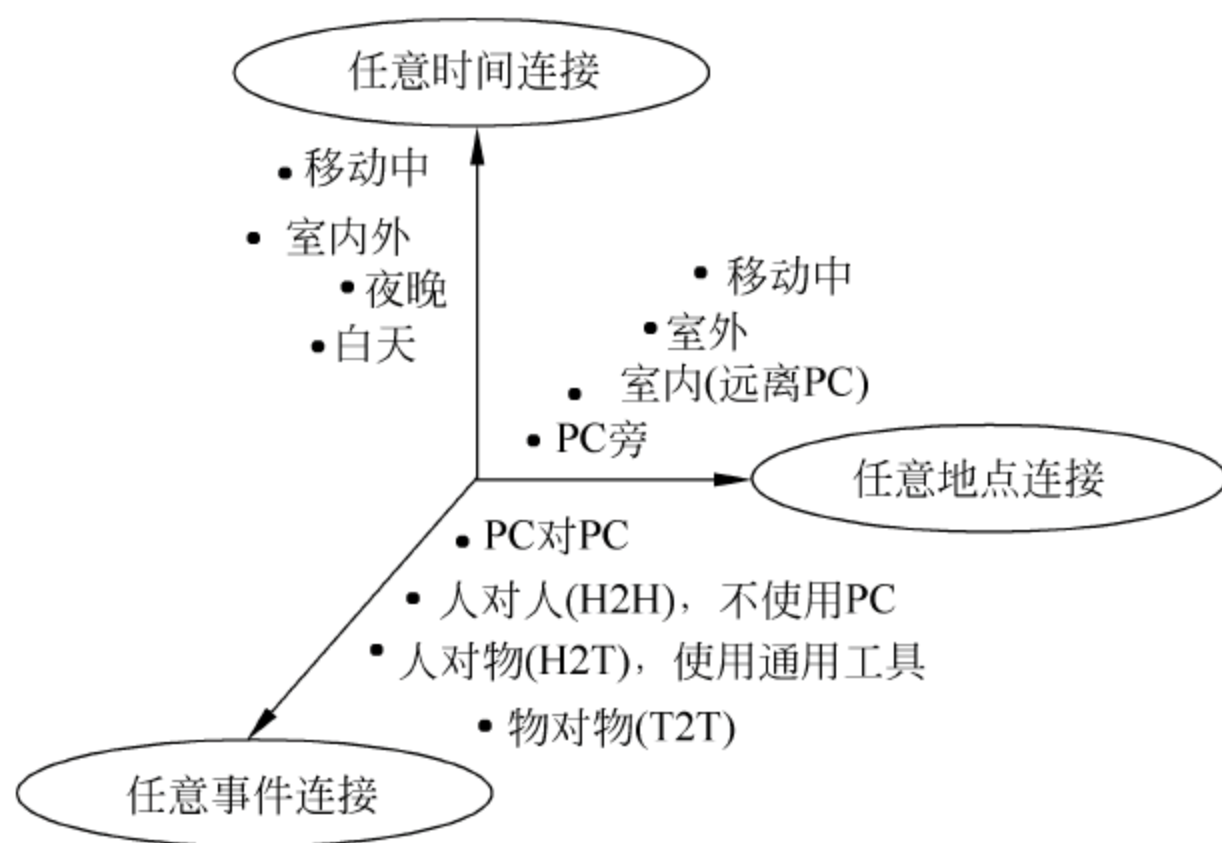 任意时间连接
• 移动中
• 室内外
• 夜晚
• 白天
• 移动中
• 室外
• 室内(远离PC)
• PC旁
任意地点连接
• PC对PC
• 人对人(H2H)，不使用PC
• 人对物(H2T)，使用通用工具
• 物对物(T2T)
任意事件连接